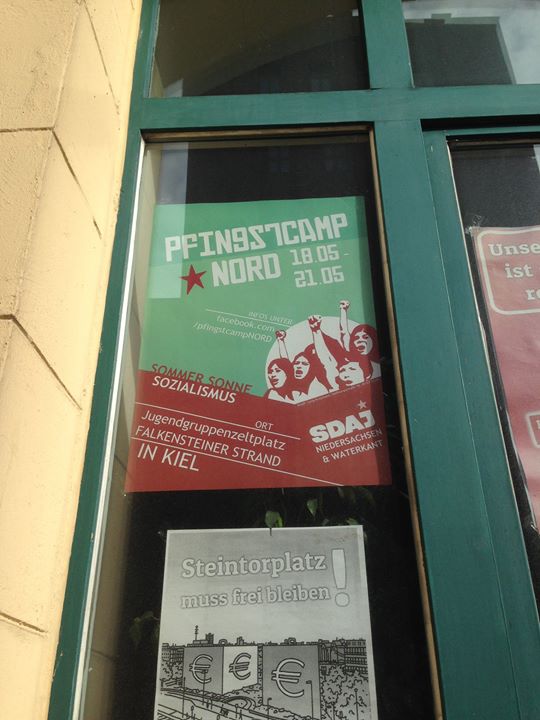 PFINGSTCAMP
NORD 18.05 -
21.05
INFOS UNTER
facebook.com
/pfingstcampNORD
SOMMER SONNE
SOZIALISMUS
ORT
Jugendgruppenzeltplatz
FALKENSTEINER STRAND
IN KIEL
SDAJ
NIEDERSACHSEN
& WATERKANT
Steintorplatz
muss frei bleiben!
€ € €
Unse
ist
re